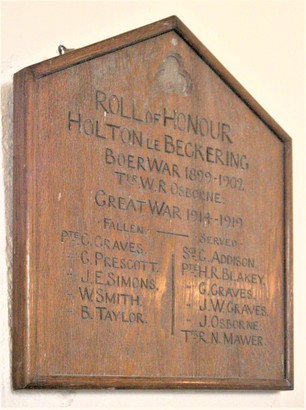 ROLL OF HONOUR
HOLTON LE BECKERING
BOER WAR 1899-1902
TPR W.R. OSBORNE.
GREAT WAR 1914-1919
- FALLEN -
PTE G. GRAVES.
- G. PRESCOTT.
- J.E. SIMONS.
- W. SMITH.
- B. TAYLOR.
- SERVED -
SGT G. ADDISON.
PTE H.R. BLAKEY.
- G. GRAVES.
- J.W. GRAVES.
- J. OSBORNE
TPR R.N. MAWER.